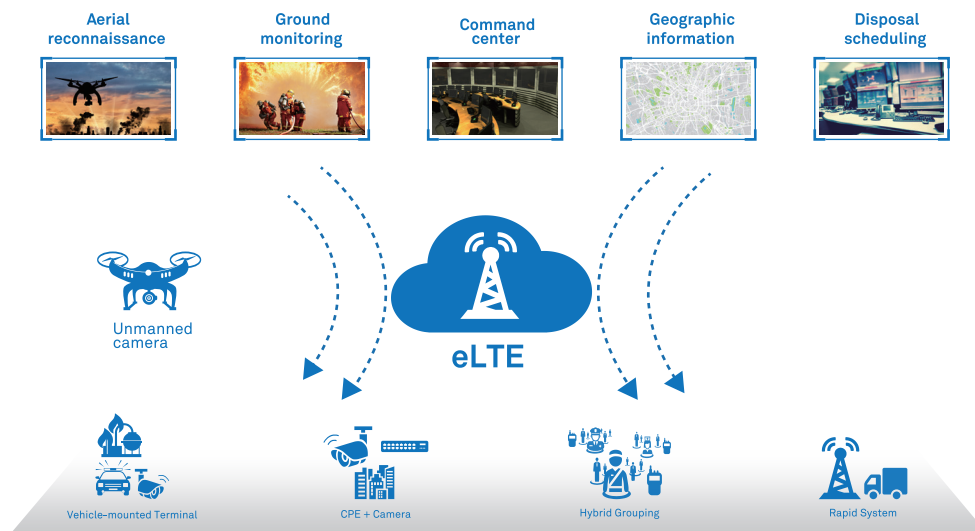 Aerial
reconnaissance
Ground
monitoring
Command
center
Geographic
information
Disposal
scheduling
Unmanned
camera
eLTE
Vehicle-mounted Terminal
CPE + Camera
Hybrid Grouping
Rapid System